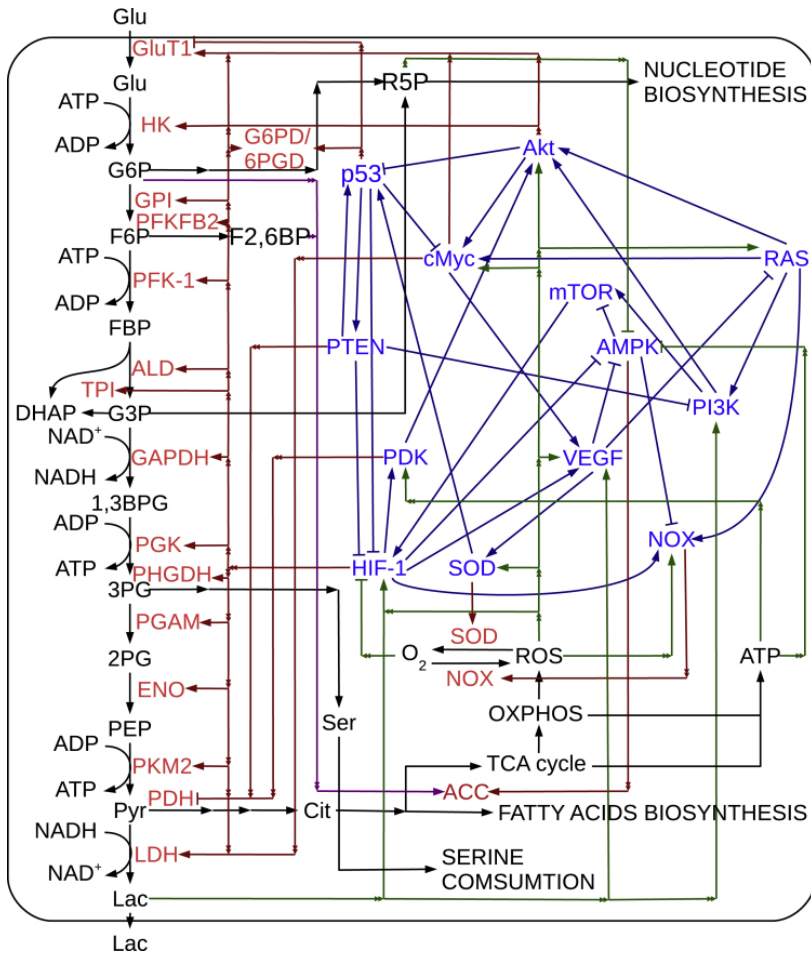 Glu
GluT1
Glu
R5P
NUCLEOTIDE
BIOSYNTHESIS
ATP
HK
ADP
G6PD/
6PGD
Akt
G6P
p53
GPI
PFKFB2
F6P
F2,6BP
cMyc
RAS
ATP
PFK-1
ADP
mTOR
FBP
PTEN
AMPK
ALD
TPI
PI3K
DHAP
G3P
NAD⁺
GAPDH
NADH
PDK
VEGF
1,3BPG
ADP
PGK
ATP
NOX
PHGDH
HIF-1
SOD
3PG
PGAM
SOD
2PG
O₂
ROS
ATP
NOX
ENO
Ser
OXPHOS
PEP
ADP
PKM2
TCA cycle
ATP
PDH
ACC
Pyr
Cit
FATTY ACIDS BIOSYNTHESIS
NADH
LDH
NAD⁺
SERINE
COMSUMTION
Lac
Lac